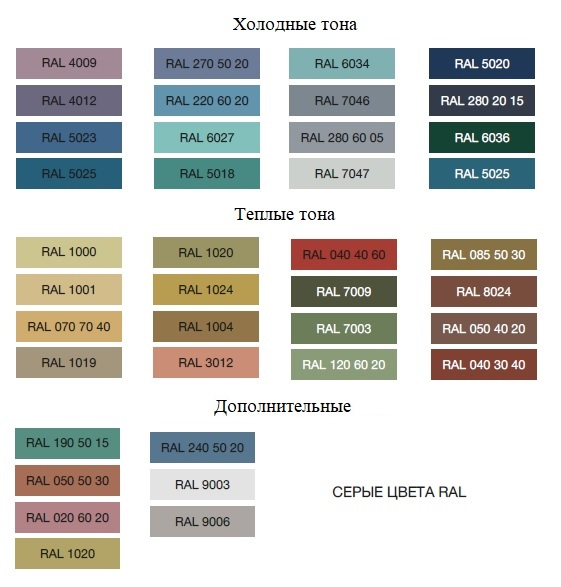 Холодные тона
RAL 4009 RAL 270 50 20 RAL 6034 RAL 5020
RAL 4012 RAL 220 60 20 RAL 7046 RAL 280 20 15
RAL 5023 RAL 6027 RAL 280 60 05 RAL 6036
RAL 5025 RAL 5018 RAL 7047 RAL 5025
Теплые тона
RAL 1000 RAL 1020 RAL 040 40 60 RAL 085 50 30
RAL 1001 RAL 1024 RAL 7009 RAL 8024
RAL 070 70 40 RAL 1004 RAL 7003 RAL 050 40 20
RAL 1019 RAL 3012 RAL 120 60 20 RAL 040 30 40
Дополнительные
RAL 190 50 15 RAL 240 50 20
RAL 050 50 30 RAL 9003
СЕРЫЕ ЦВЕТА RAL
RAL 020 60 20 RAL 9006
RAL 1020